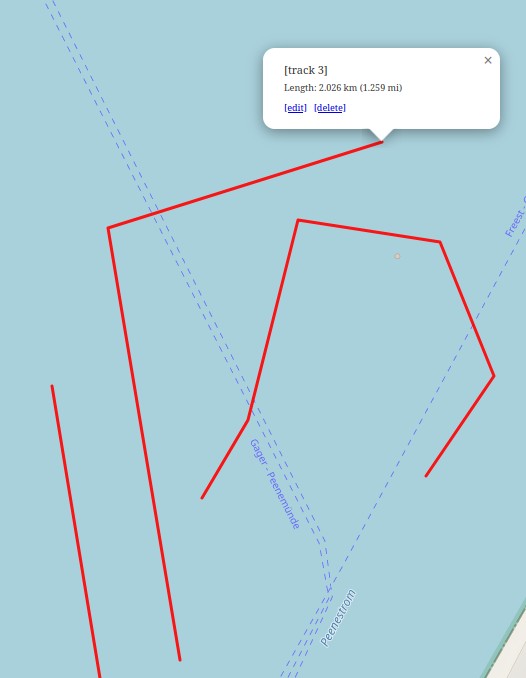 [track 3]
×
Length: 2.026 km (1.259 mi)
[edit] [delete]
Freest -
Gager - Peenemünde
Peenestrom